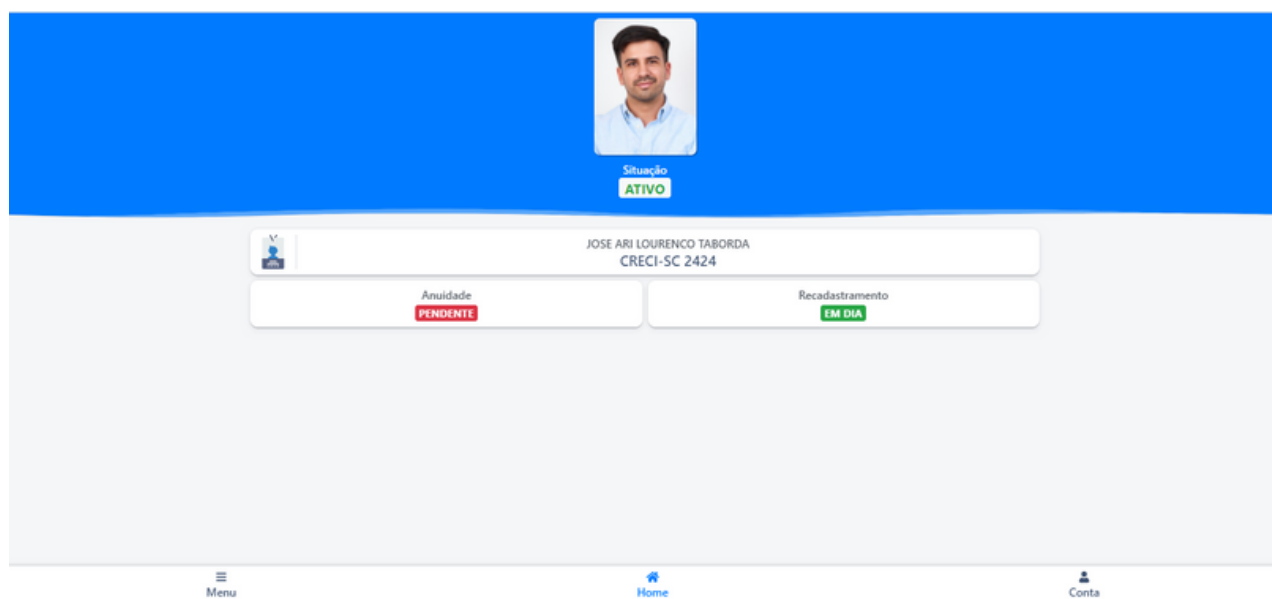 Situação
ATIVO
JOSE ARI LOURENCO TABORDA
CRECI-SC 2424
Anuidade
PENDENTE
Recadastramento
EM DIA
Menu
Home
Conta